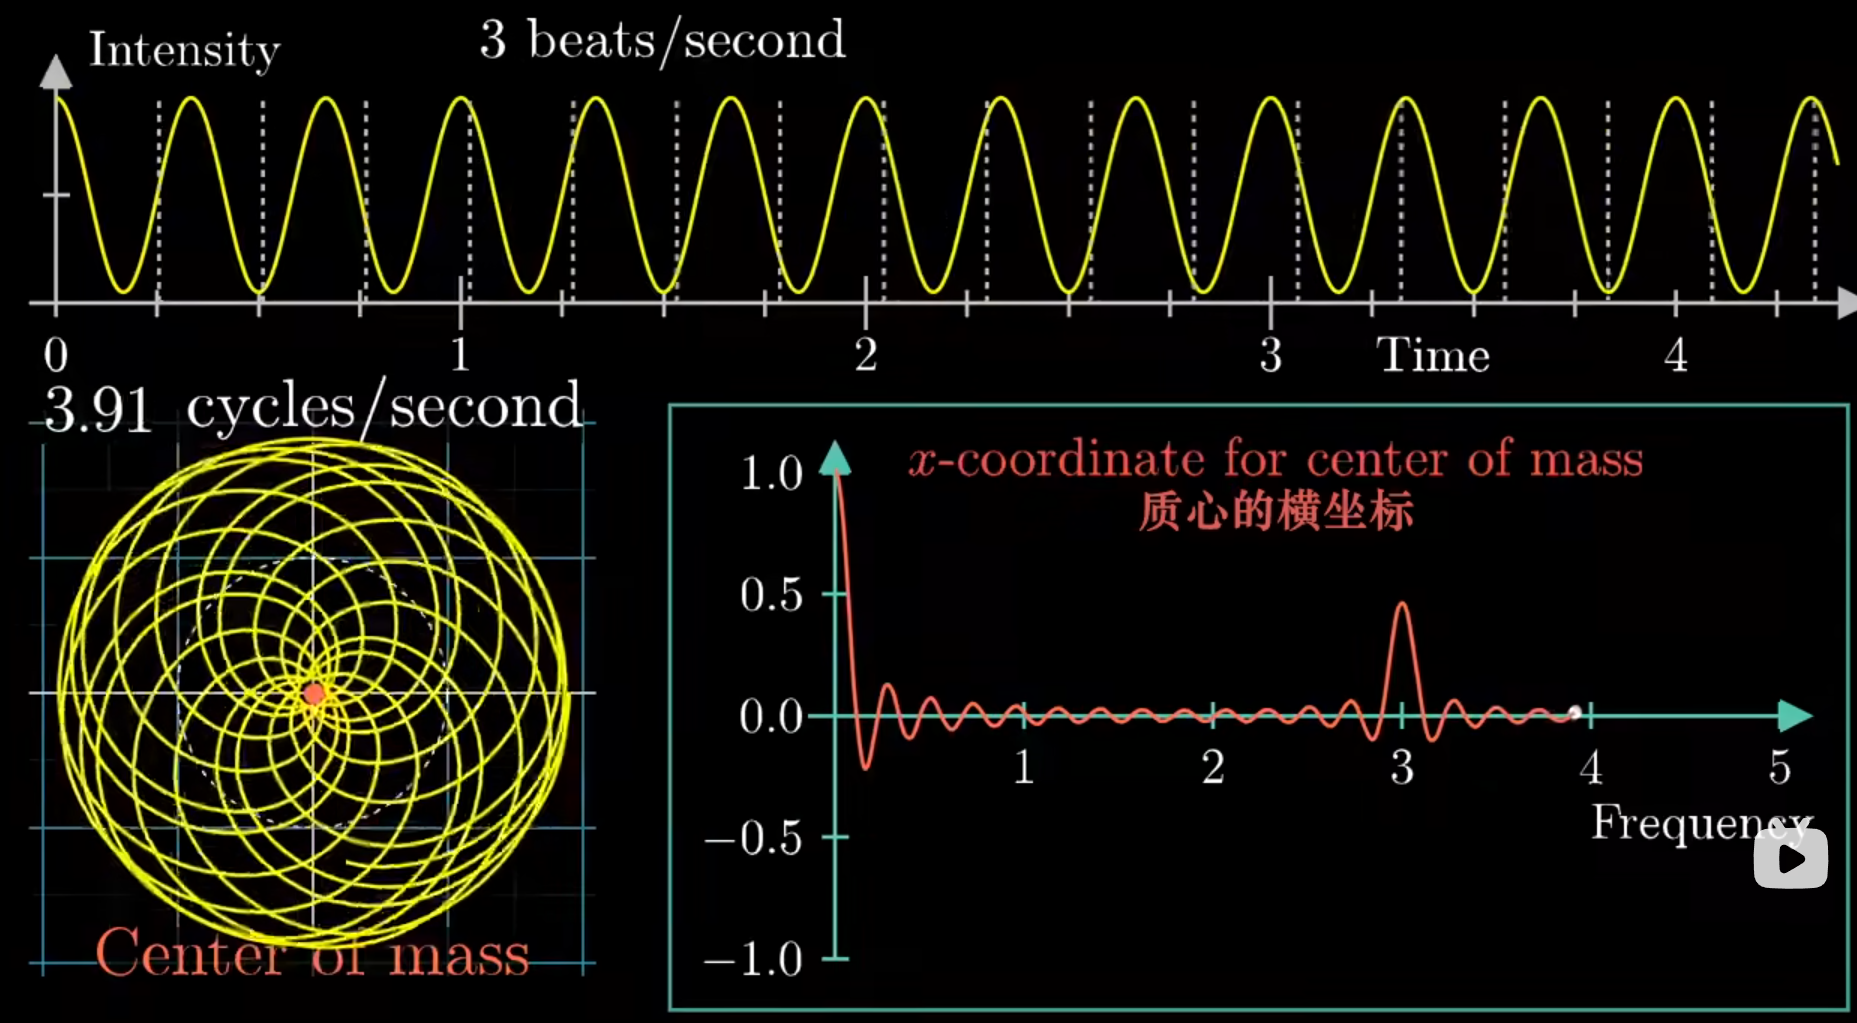 Intensity
3 beats/second
0 1 2 3 Time 4
3.91 cycles/second
Center of mass
x-coordinate for center of mass
质心的横坐标
1.0
0.5
0.0
1 2 3 4 5
Frequency
−0.5
−1.0